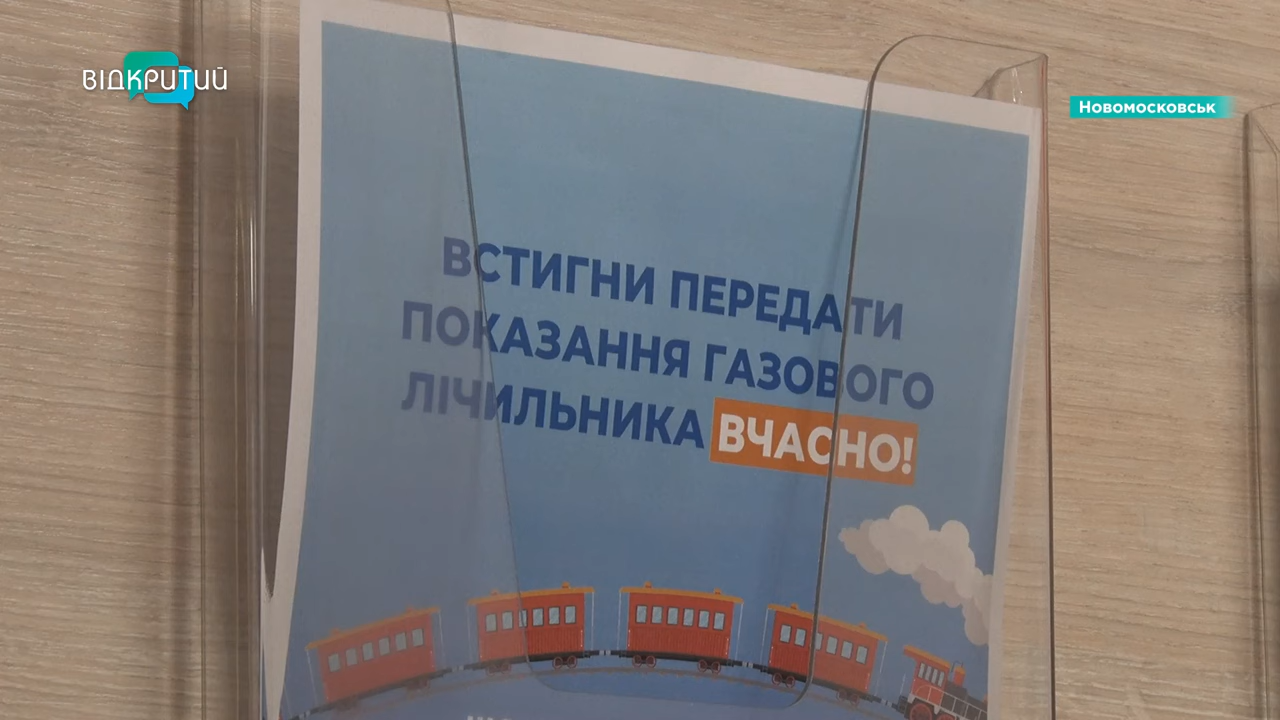 ВІДКРИТИЙ
Новомосковськ
ВСТИГНИ ПЕРЕДАТИ
ПОКАЗАННЯ ГАЗОВОГО
ЛІЧИЛЬНИКА ВЧАСНО!